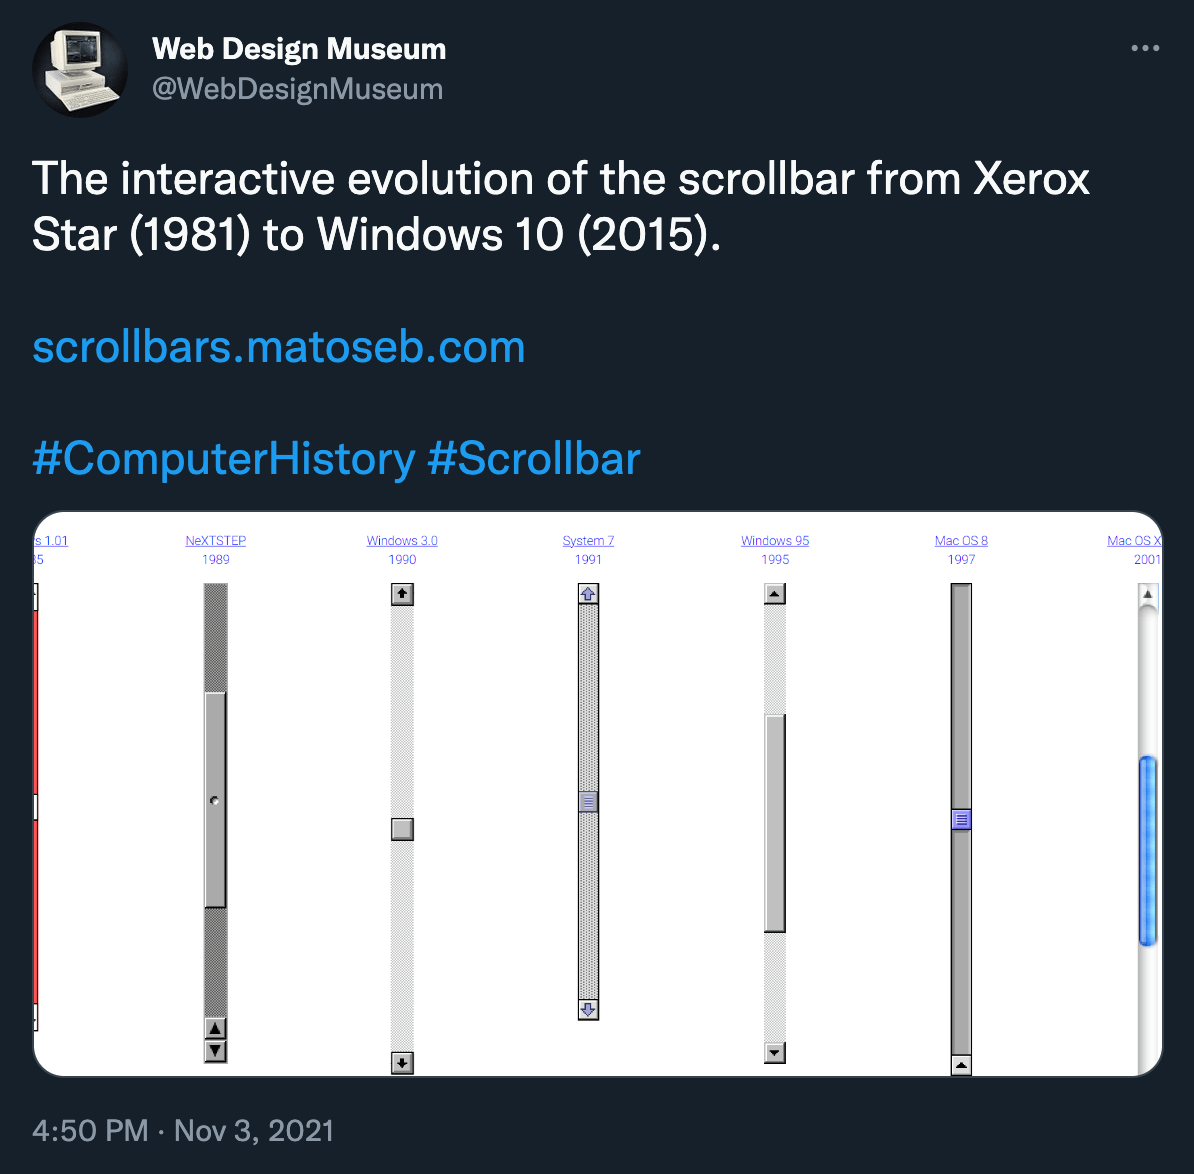 Web Design Museum
@WebDesignMuseum
The interactive evolution of the scrollbar from Xerox
Star (1981) to Windows 10 (2015).
scrollbars.matoseb.com
#ComputerHistory #Scrollbar
s 1.01 NeXTSTEP Windows 3.0 System 7 Windows 95 Mac OS 8 Mac OS X
35 1989 1990 1991 1995 1997 2001
4:50 PM · Nov 3, 2021